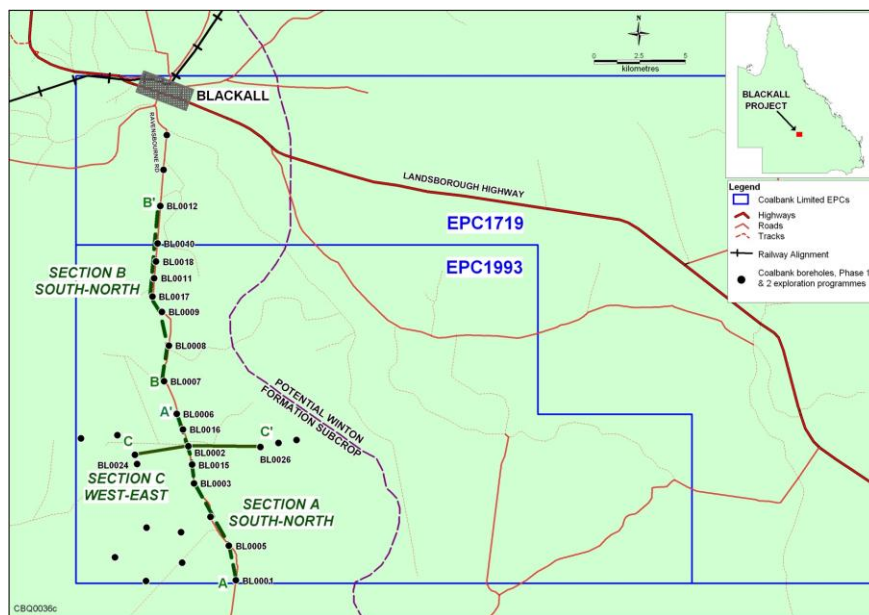 N
0 2.5 5
kilometres
BLACKALL
PROJECT
BLACKALL
RAVENSBOURNE RD
LANDSBOROUGH HIGHWAY
Legend
Coalbank Limited EPCs
Highways
Roads
Tracks
Railway Alignment
Coalbank boreholes, Phase 1
& 2 exploration programmes
B'
BL0012
EPC1719
BL0040
EPC1993
BL0018
SECTION B
SOUTH-NORTH
BL0011
BL0017
BL0009
BL0008
B
BL0007
POTENTIAL WINTON
FORMATION SUBCROP
A'
BL0006
BL0016
C
C'
BL0002
BL0024
BL0026
BL0015
SECTION C
WEST-EAST
BL0003
SECTION A
SOUTH-NORTH
BL0005
A
BL0001
CBQ0036c